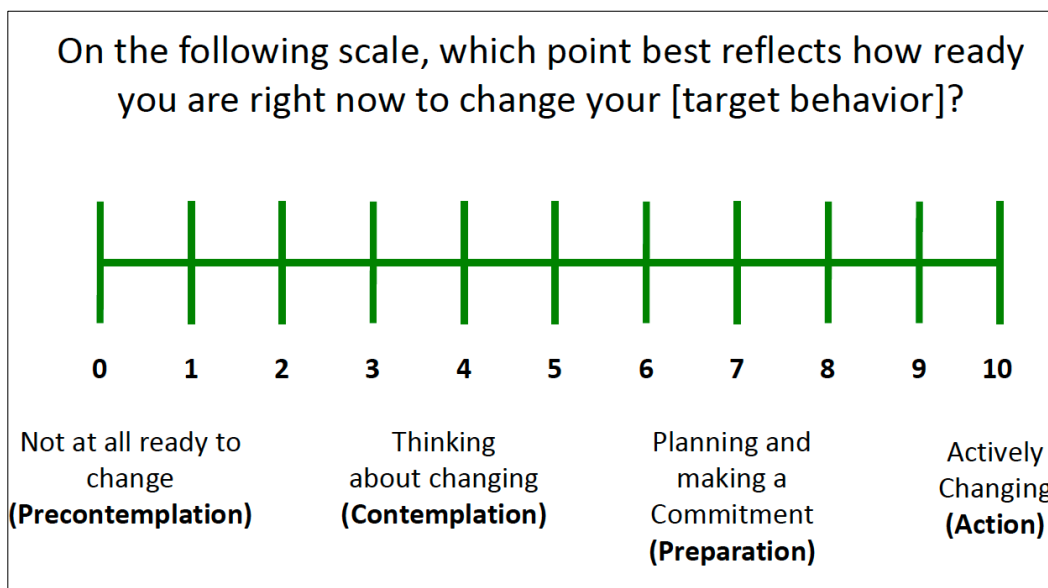 On the following scale, which point best reflects how ready
you are right now to change your [target behavior]?
0 1 2 3 4 5 6 7 8 9 10
Not at all ready to
change
(Precontemplation)
Thinking
about changing
(Contemplation)
Planning and
making a
Commitment
(Preparation)
Actively
Changing
(Action)